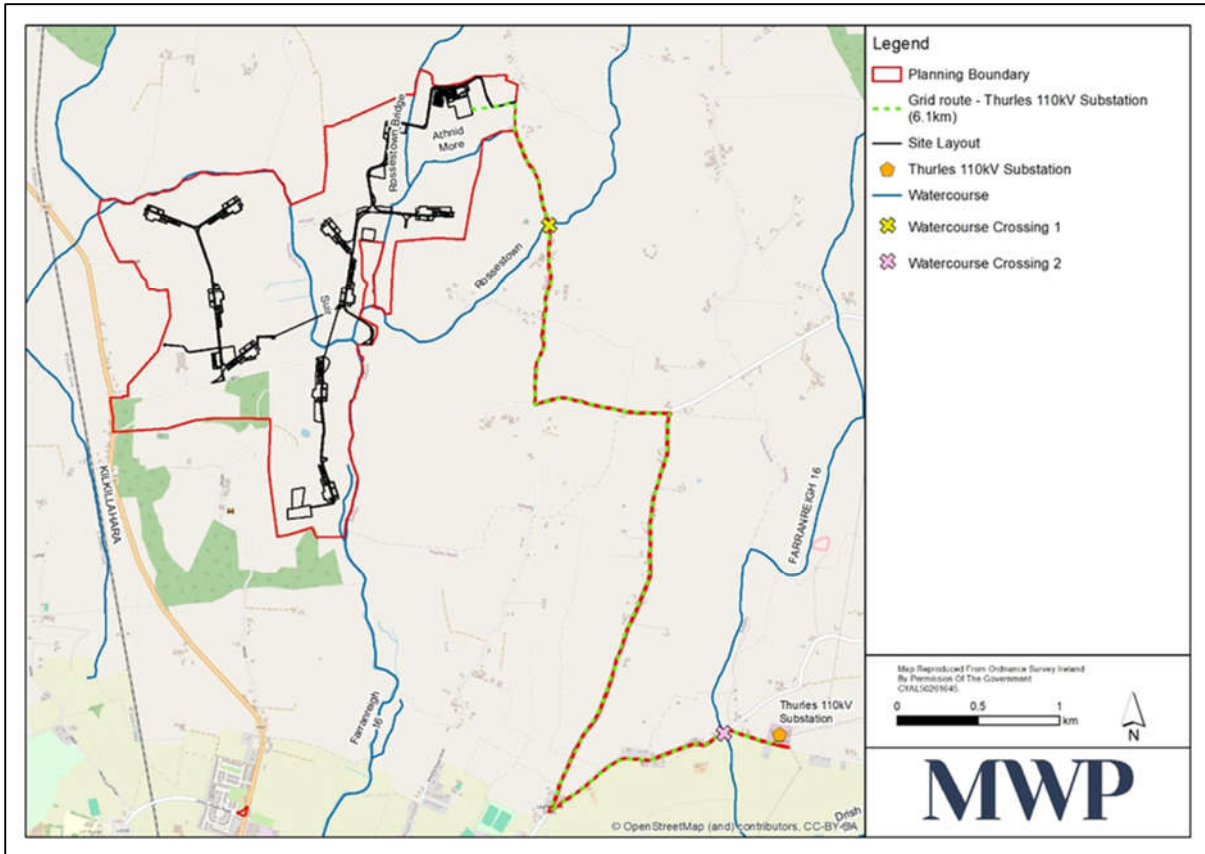 Legend
Planning Boundary
Grid route - Thurles 110kV Substation
(6.1km)
Site Layout
Thurles 110kV Substation
Watercourse
Watercourse Crossing 1
Watercourse Crossing 2
Rossestown Bridge
Athnid
More
Rossestown
Suir
KILKILLAHARA
FARRANREIGH 16
Farranreigh
16
Thurles 110kV
Substation
Drish
© OpenStreetMap (and) contributors, CC-BY-SA
Map Reproduced From Ordnance Survey Ireland
By Permission Of The Government
CYAL50201645.
0 0.5 1
km
N
MWP